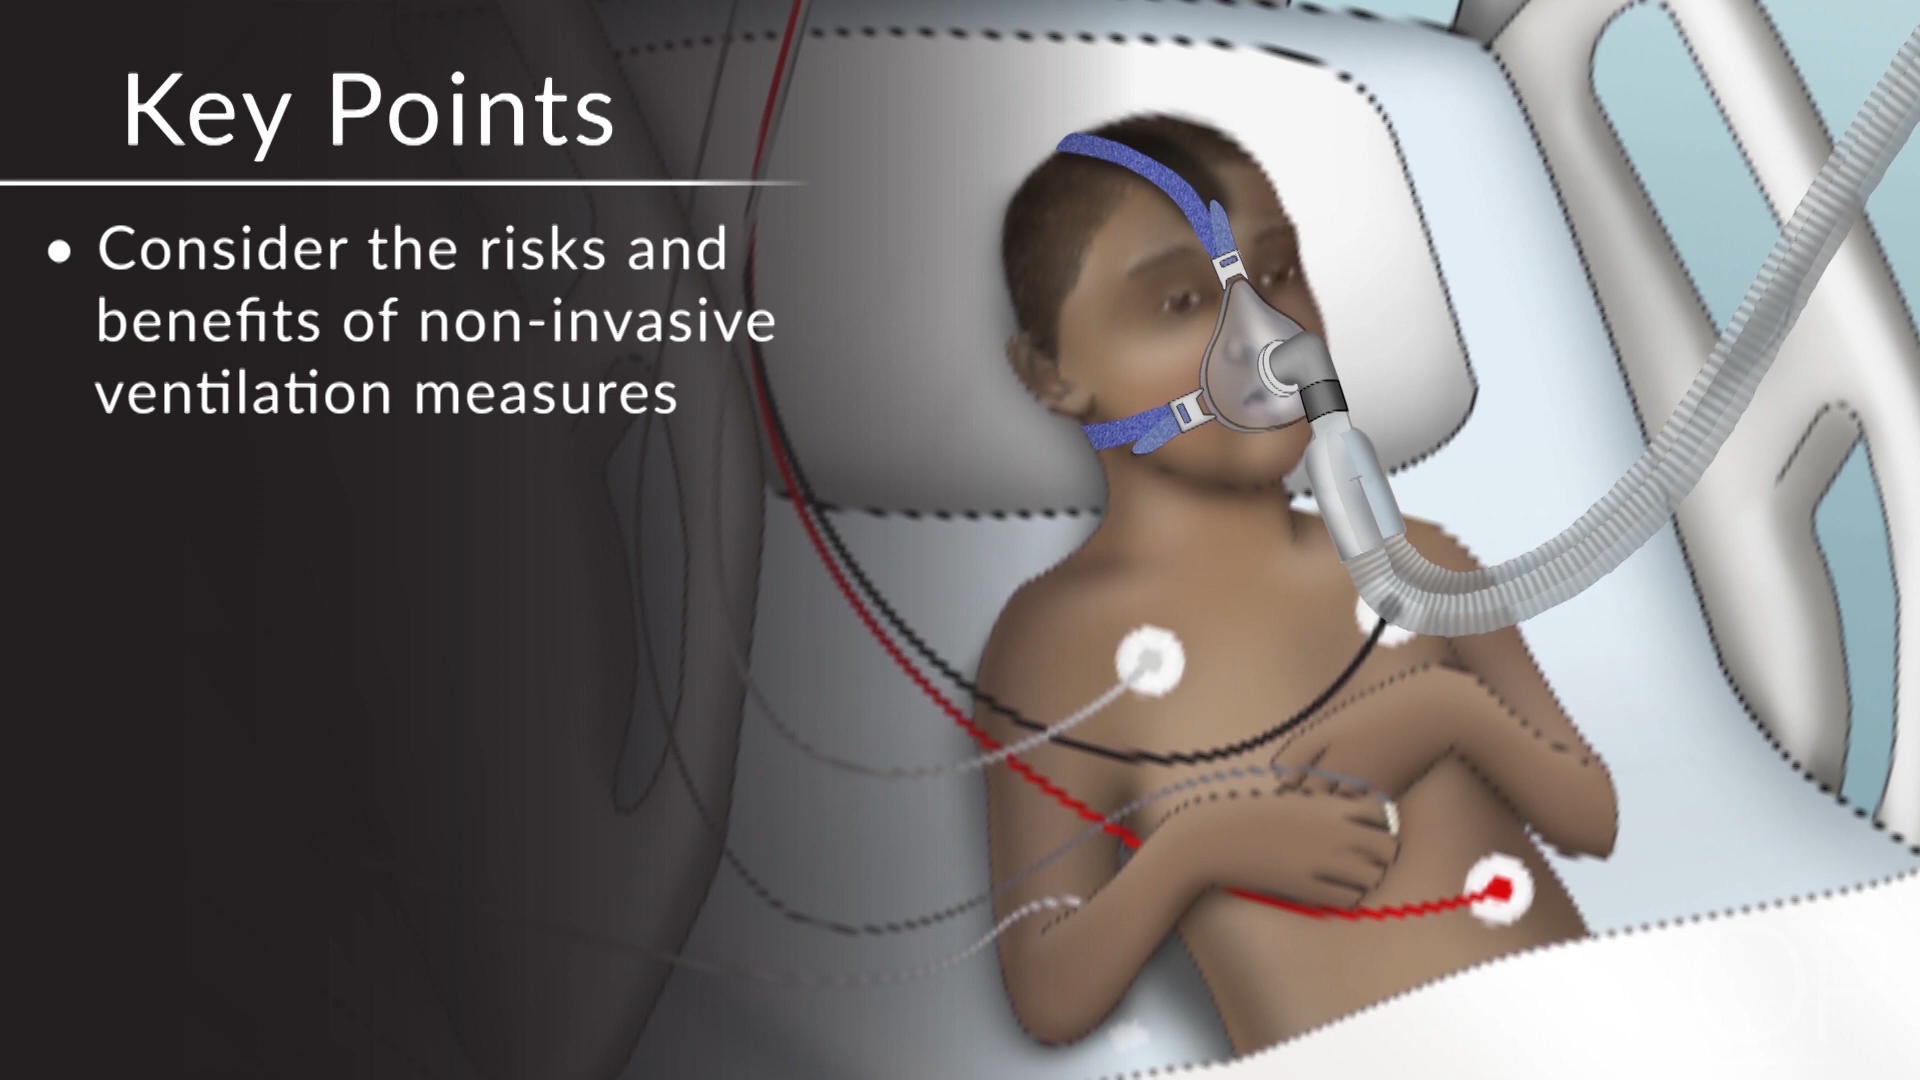 Key Points
• Consider the risks and
benefits of non-invasive
ventilation measures